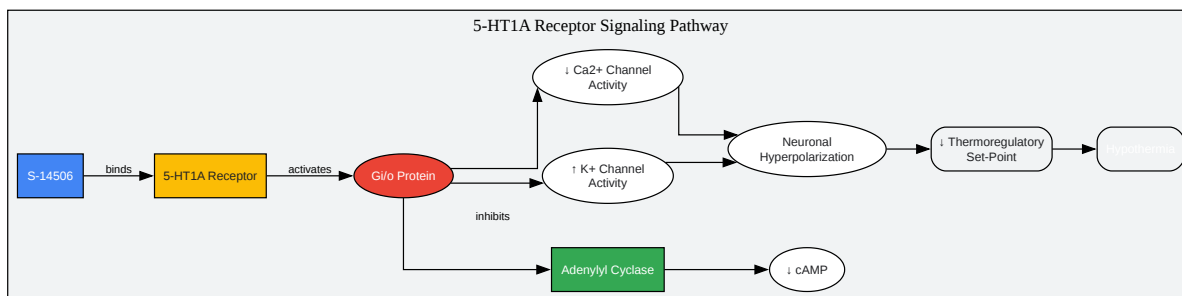 5-HT1A Receptor Signaling Pathway
↓ Ca2+ Channel
Activity
S-14506
binds
5-HT1A Receptor
activates
Gi/o Protein
↑ K+ Channel
Activity
Neuronal
Hyperpolarization
↓ Thermoregulatory
Set-Point
Hypothermia
inhibits
Adenylyl Cyclase
↓ cAMP